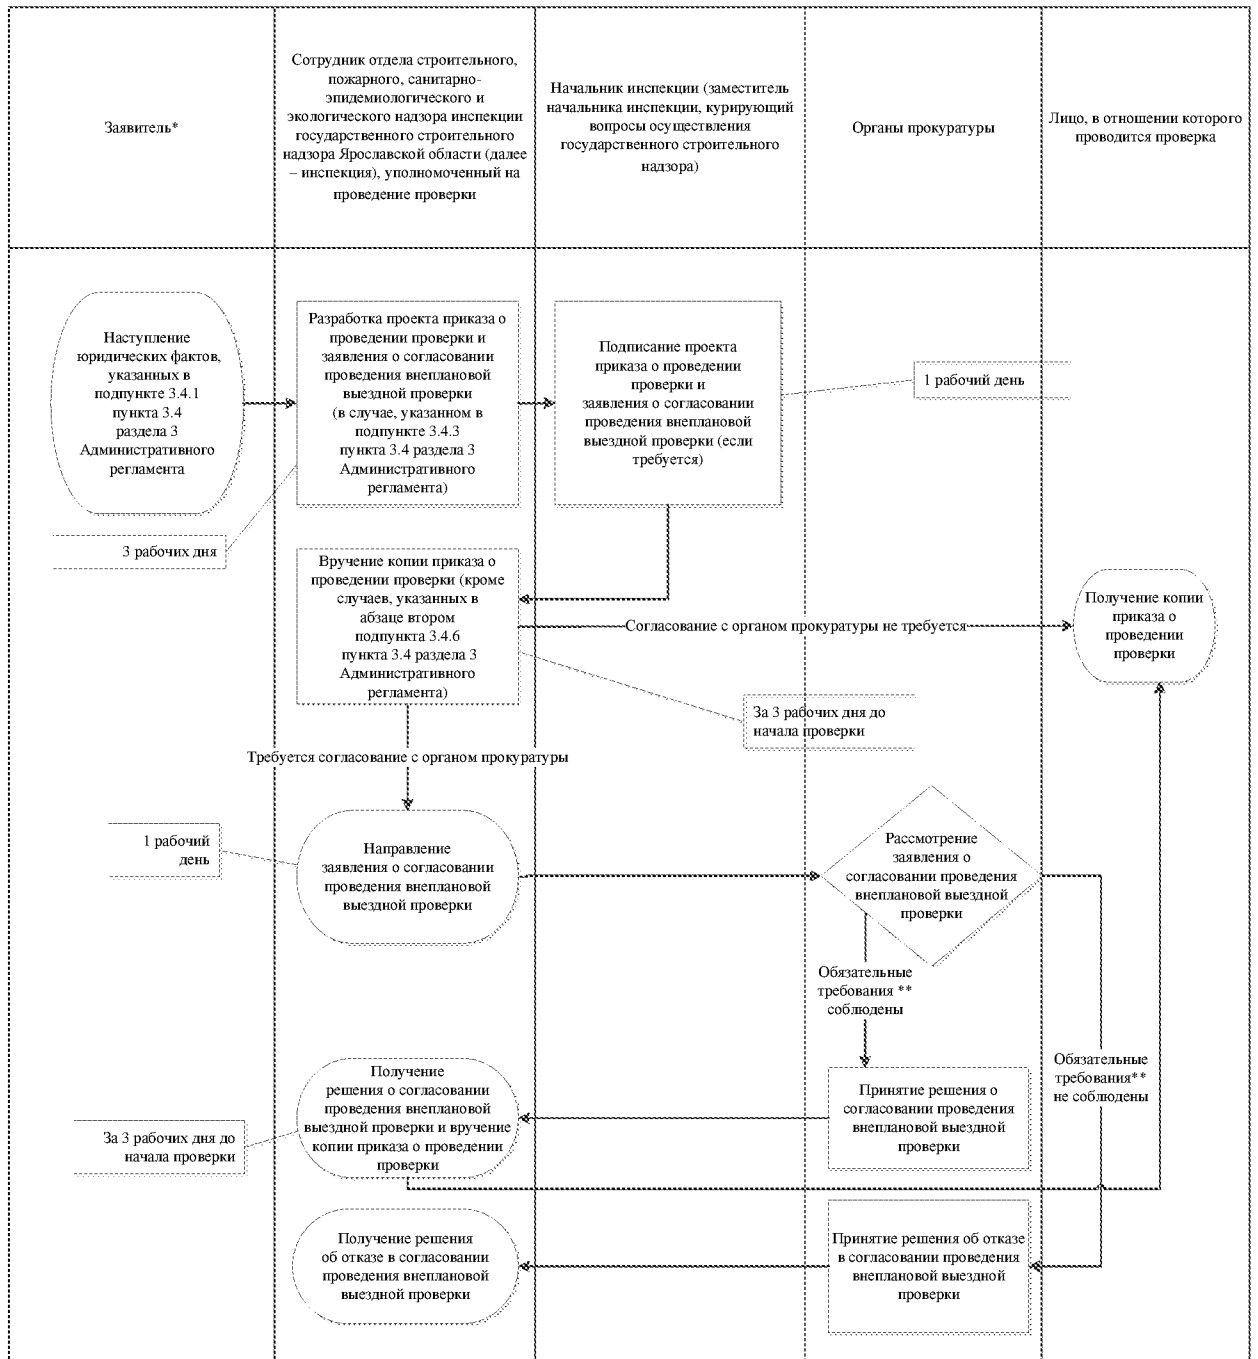 Заявитель*
Сотрудник отдела строительного,
пожарного, санитарно-
эпидемиологического и
экологического надзора инспекции
государственного строительного
надзора Ярославской области (далее
– инспекция), уполномоченный на
проведение проверки
Начальник инспекции (заместитель
начальника инспекции, курирующий
вопросы осуществления
государственного строительного
надзора)
Органы прокуратуры
Лицо, в отношении которого
проводится проверка
Наступление
юридических фактов,
указанных в
подпункте 3.4.1
пункта 3.4
раздела 3
Административного
регламента
Разработка проекта приказа о
проведении проверки и
заявления о согласовании
проведения внеплановой
выездной проверки
(в случае, указанном в
подпункте 3.4.3
пункта 3.4 раздела 3
Административного
регламента)
Подписание проекта
приказа о проведении
проверки и
заявления о согласовании
проведения внеплановой
выездной проверки (если
требуется)
1 рабочий день
3 рабочих дня
Вручение копии приказа о
проведении проверки (кроме
случаев, указанных в
абзаце втором
подпункта 3.4.6
пункта 3.4 раздела 3
Административного
регламента)
Согласование с органом прокуратуры не требуется
Получение копии
приказа о
проведении
проверки
За 3 рабочих дня до
начала проверки
Требуется согласование с органом прокуратуры
1 рабочий
день
Направление
заявления о согласовании
проведения внеплановой
выездной проверки
Рассмотрение
заявления о
согласовании проведения
внеплановой выездной
проверки
Обязательные
требования **
соблюдены
Обязательные
требования**
не соблюдены
За 3 рабочих дня до
начала проверки
Получение
решения о согласовании
проведения внеплановой
выездной проверки и вручение
копии приказа о проведении
проверки
Принятие решения о
согласовании проведения
внеплановой выездной
проверки
Получение решения
об отказе в согласовании
проведения внеплановой
выездной проверки
Принятие решения об отказе
в согласовании проведения
внеплановой выездной
проверки